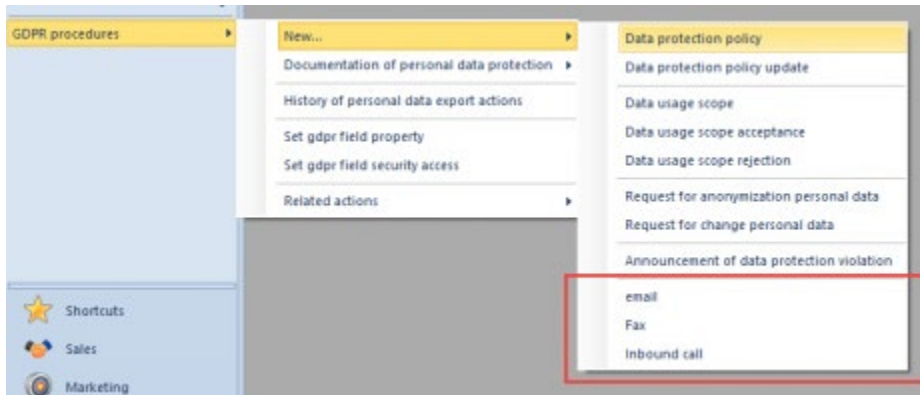 GDPR procedures
New...
Documentation of personal data protection
History of personal data export actions
Set gdpr field property
Set gdpr field security access
Related actions
Data protection policy
Data protection policy update
Data usage scope
Data usage scope acceptance
Data usage scope rejection
Request for anonymization personal data
Request for change personal data
Announcement of data protection violation
email
Fax
Inbound call
Shortcuts
Sales
Marketing